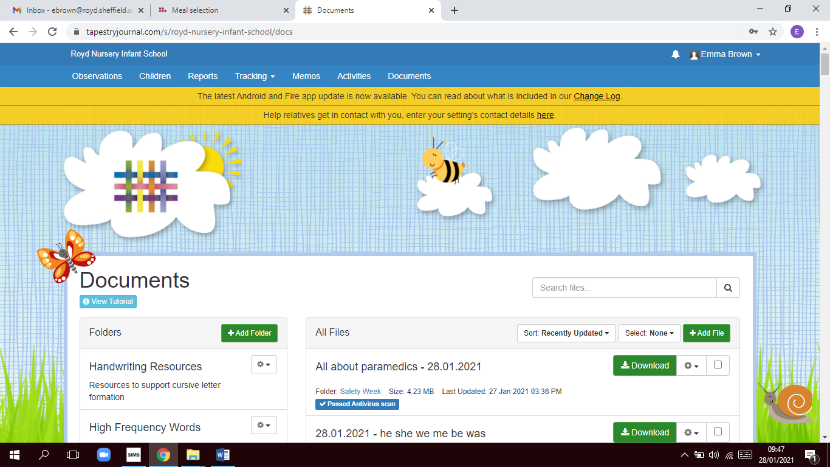 Inbox - ebrown@royd.sheffield.s
Meal selection
Documents
tapestryjournal.com/s/royd-nursery-infant-school/docs
E
Royd Nursery Infant School
Emma Brown
Observations Children Reports Tracking Memos Activities Documents
The latest Android and Fire app update is now available. You can read about what is included in our Change Log.
Help relatives get in contact with you, enter your setting's contact details here.
Documents
View Tutorial
Search files...
Folders
+ Add Folder
Handwriting Resources
Resources to support cursive letter
formation
High Frequency Words
All Files
Sort: Recently Updated
Select: None
+ Add File
All about paramedics - 28.01.2021
Download
Folder: Safety Week Size: 4.23 MB Last Updated: 27 Jan 2021 03:36 PM
Passed Antivirus scan
28.01.2021 - he she we me be was
Download
SIMS
W
09:47
28/01/2021
1